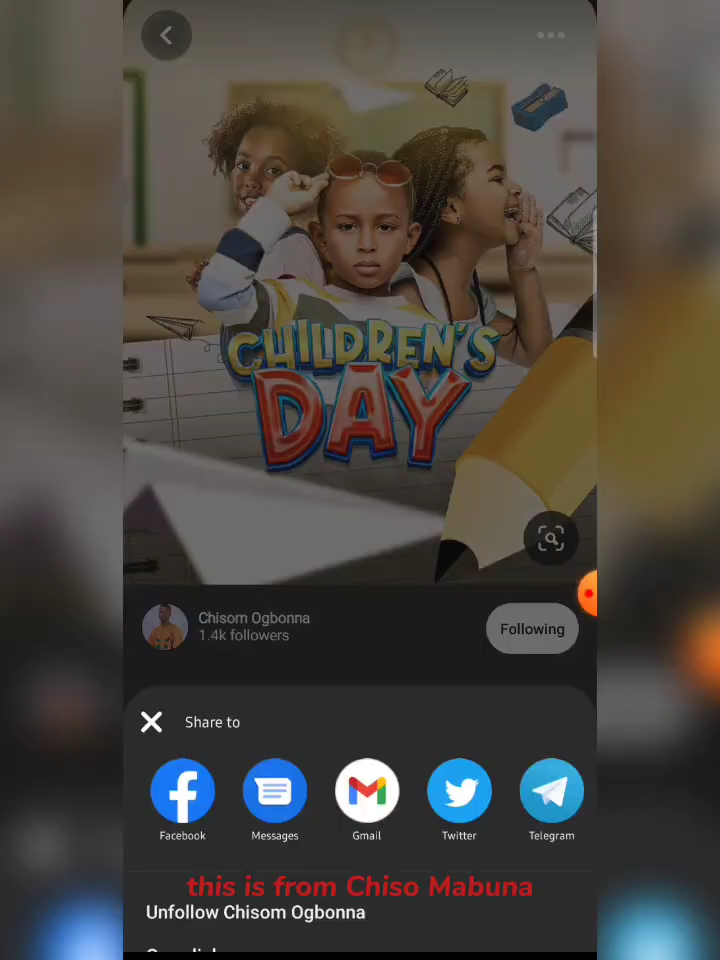 CHILDREN'S
DAY
Chisom Ogbonna
1.4k followers
Following
Share to
Facebook
Messages
Gmail
Twitter
Telegram
this is from Chiso Mabuna
Unfollow Chisom Ogbonna